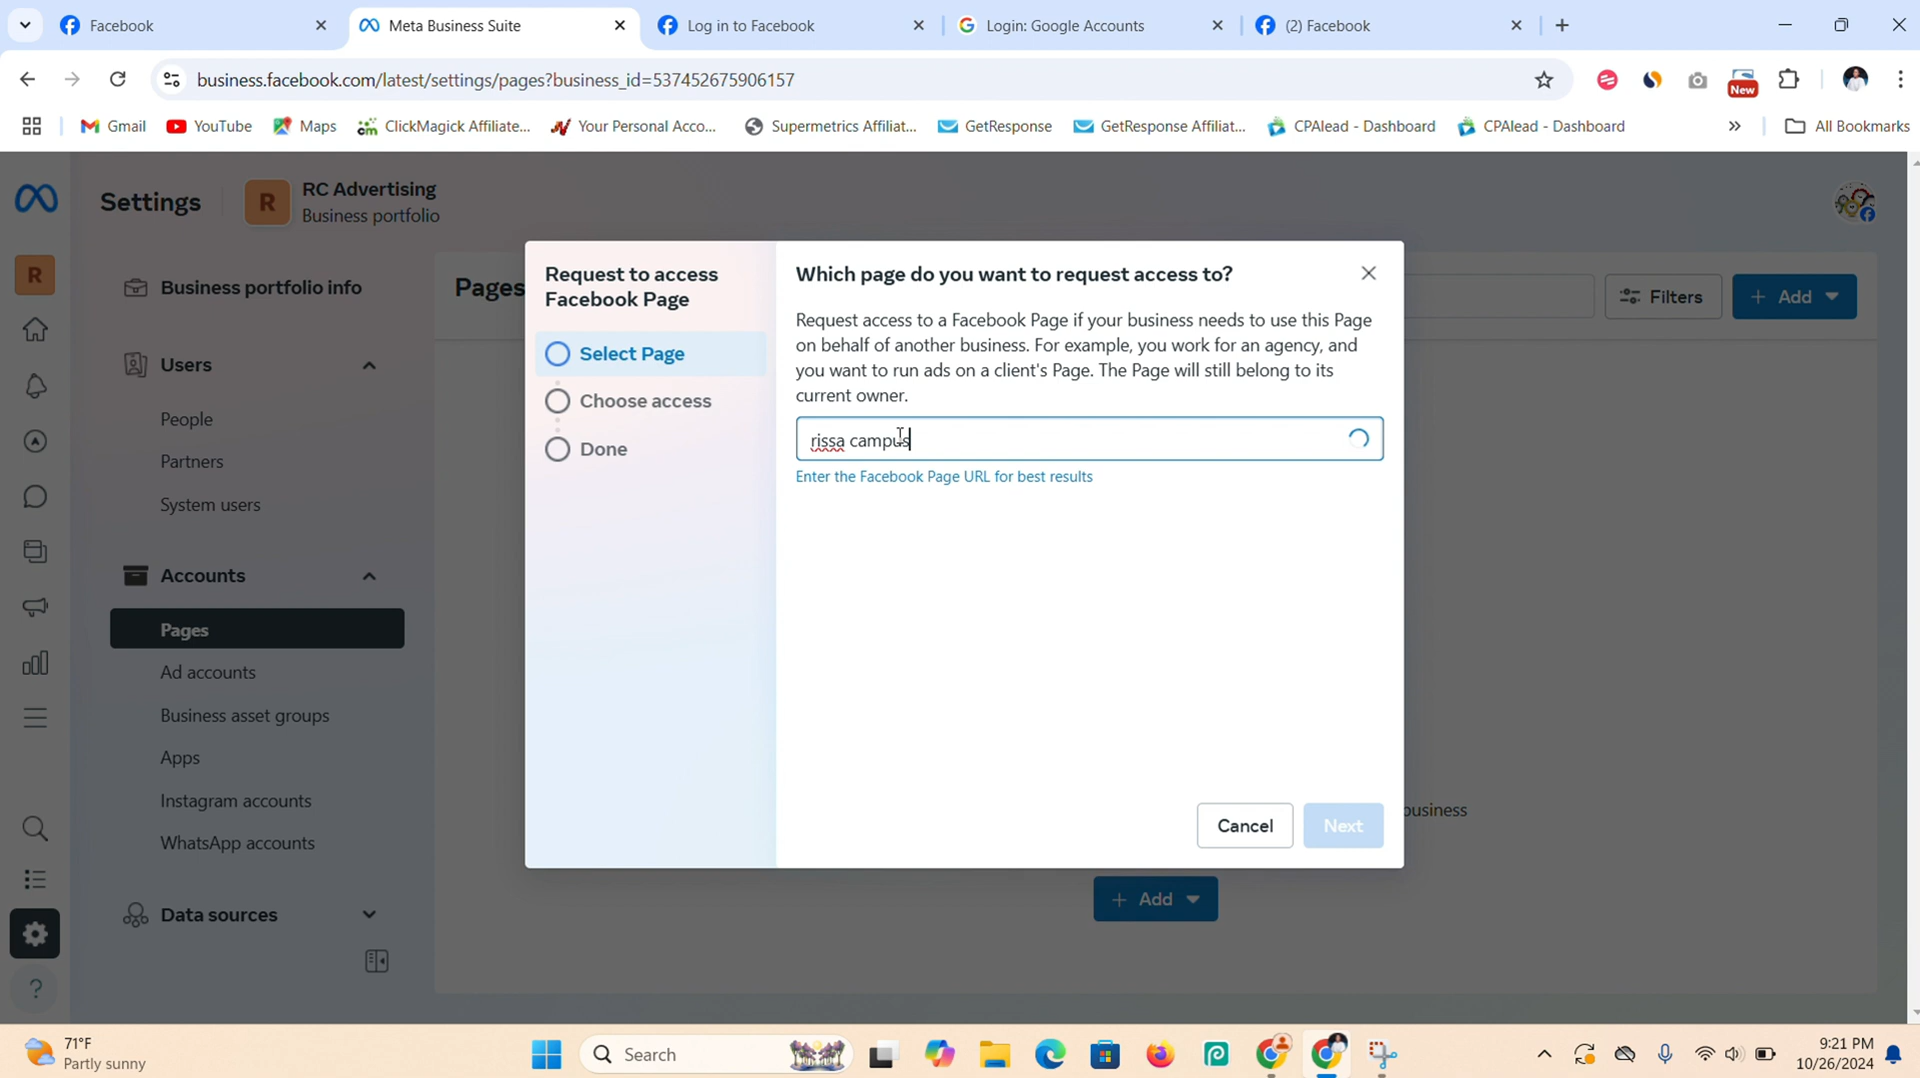 Facebook
Meta Business Suite
Log in to Facebook
Login: Google Accounts
(2) Facebook
business.facebook.com/latest/settings/pages?business_id=537452675906157
New
Gmail
YouTube
Maps
ClickMagick Affiliate...
Your Personal Acco...
Supermetrics Affiliat...
GetResponse
GetResponse Affiliat...
CPAlead - Dashboard
CPAlead - Dashboard
All Bookmarks
Settings
R
RC Advertising
Business portfolio
R
Business portfolio info
Users
People
Partners
System users
Accounts
Pages
Ad accounts
Business asset groups
Apps
Instagram accounts
WhatsApp accounts
Data sources
Pages
Filters
+ Add
Request to access
Facebook Page
Select Page
Choose access
Done
Which page do you want to request access to?
Request access to a Facebook Page if your business needs to use this Page
on behalf of another business. For example, you work for an agency, and
you want to run ads on a client's Page. The Page will still belong to its
current owner.
rissa campus
Enter the Facebook Page URL for best results
Cancel
Next
business
+ Add
71°F
Partly sunny
Search
9:21 PM
10/26/2024